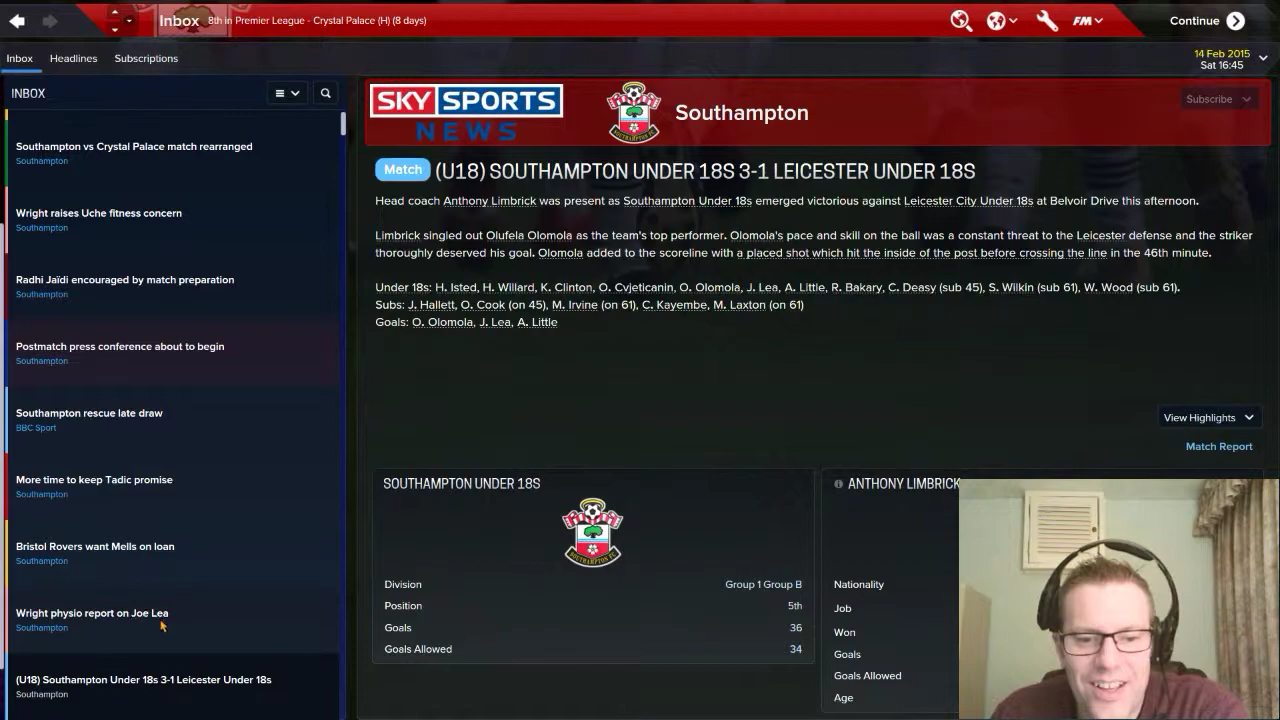 Inbox 8th in Premier League - Crystal Palace (H) (8 days)
FM
Continue
Inbox Headlines Subscriptions
14 Feb 2015
Sat 16:45
INBOX
Southampton vs Crystal Palace match rearranged
Southampton
Wright raises Uche fitness concern
Southampton
Radhi Jaïdi encouraged by match preparation
Southampton
Postmatch press conference about to begin
Southampton
Southampton rescue late draw
BBC Sport
More time to keep Tadic promise
Southampton
Bristol Rovers want Mells on loan
Southampton
Wright physio report on Joe Lea
Southampton
(U18) Southampton Under 18s 3-1 Leicester Under 18s
Southampton
SKY SPORTS
NEWS
Southampton
Subscribe
Match (U18) SOUTHAMPTON UNDER 18S 3-1 LEICESTER UNDER 18S
Head coach Anthony Limbrick was present as Southampton Under 18s emerged victorious against Leicester City Under 18s at Belvoir Drive this afternoon.
Limbrick singled out Olufela Olomola as the team's top performer. Olomola's pace and skill on the ball was a constant threat to the Leicester defense and the striker
thoroughly deserved his goal. Olomola added to the scoreline with a placed shot which hit the inside of the post before crossing the line in the 46th minute.
Under 18s: H. Isted, H. Willard, K. Clinton, O. Cvjeticanin, O. Olomola, J. Lea, A. Little, R. Bakary, C. Deasy (sub 45), S. Wilkin (sub 61), W. Wood (sub 61).
Subs: J. Hallett, O. Cook (on 45), M. Irvine (on 61), C. Kayembe, M. Laxton (on 61)
Goals: O. Olomola, J. Lea, A. Little
View Highlights
Match Report
SOUTHAMPTON UNDER 18S
Division Group 1 Group B
Position 5th
Goals 36
Goals Allowed 34
ANTHONY LIMBRICK
Nationality
Job
Won
Goals
Goals Allowed
Age